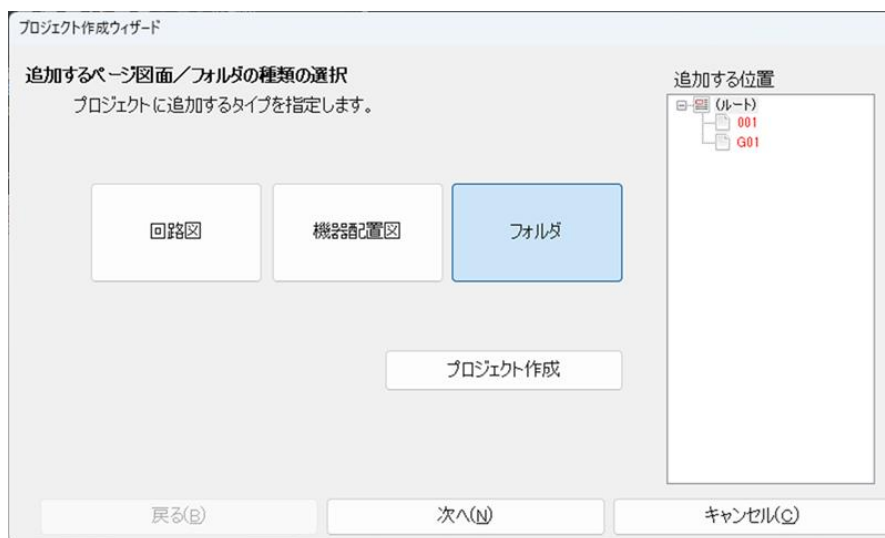 プロジェクト作成ウィザード
追加するページ図面／フォルダの種類の選択
プロジェクトに追加するタイプを指定します。
追加する位置
(ルート)
001
G01
回路図
機器配置図
フォルダ
プロジェクト作成
戻る(B)
次へ(N)
キャンセル(C)